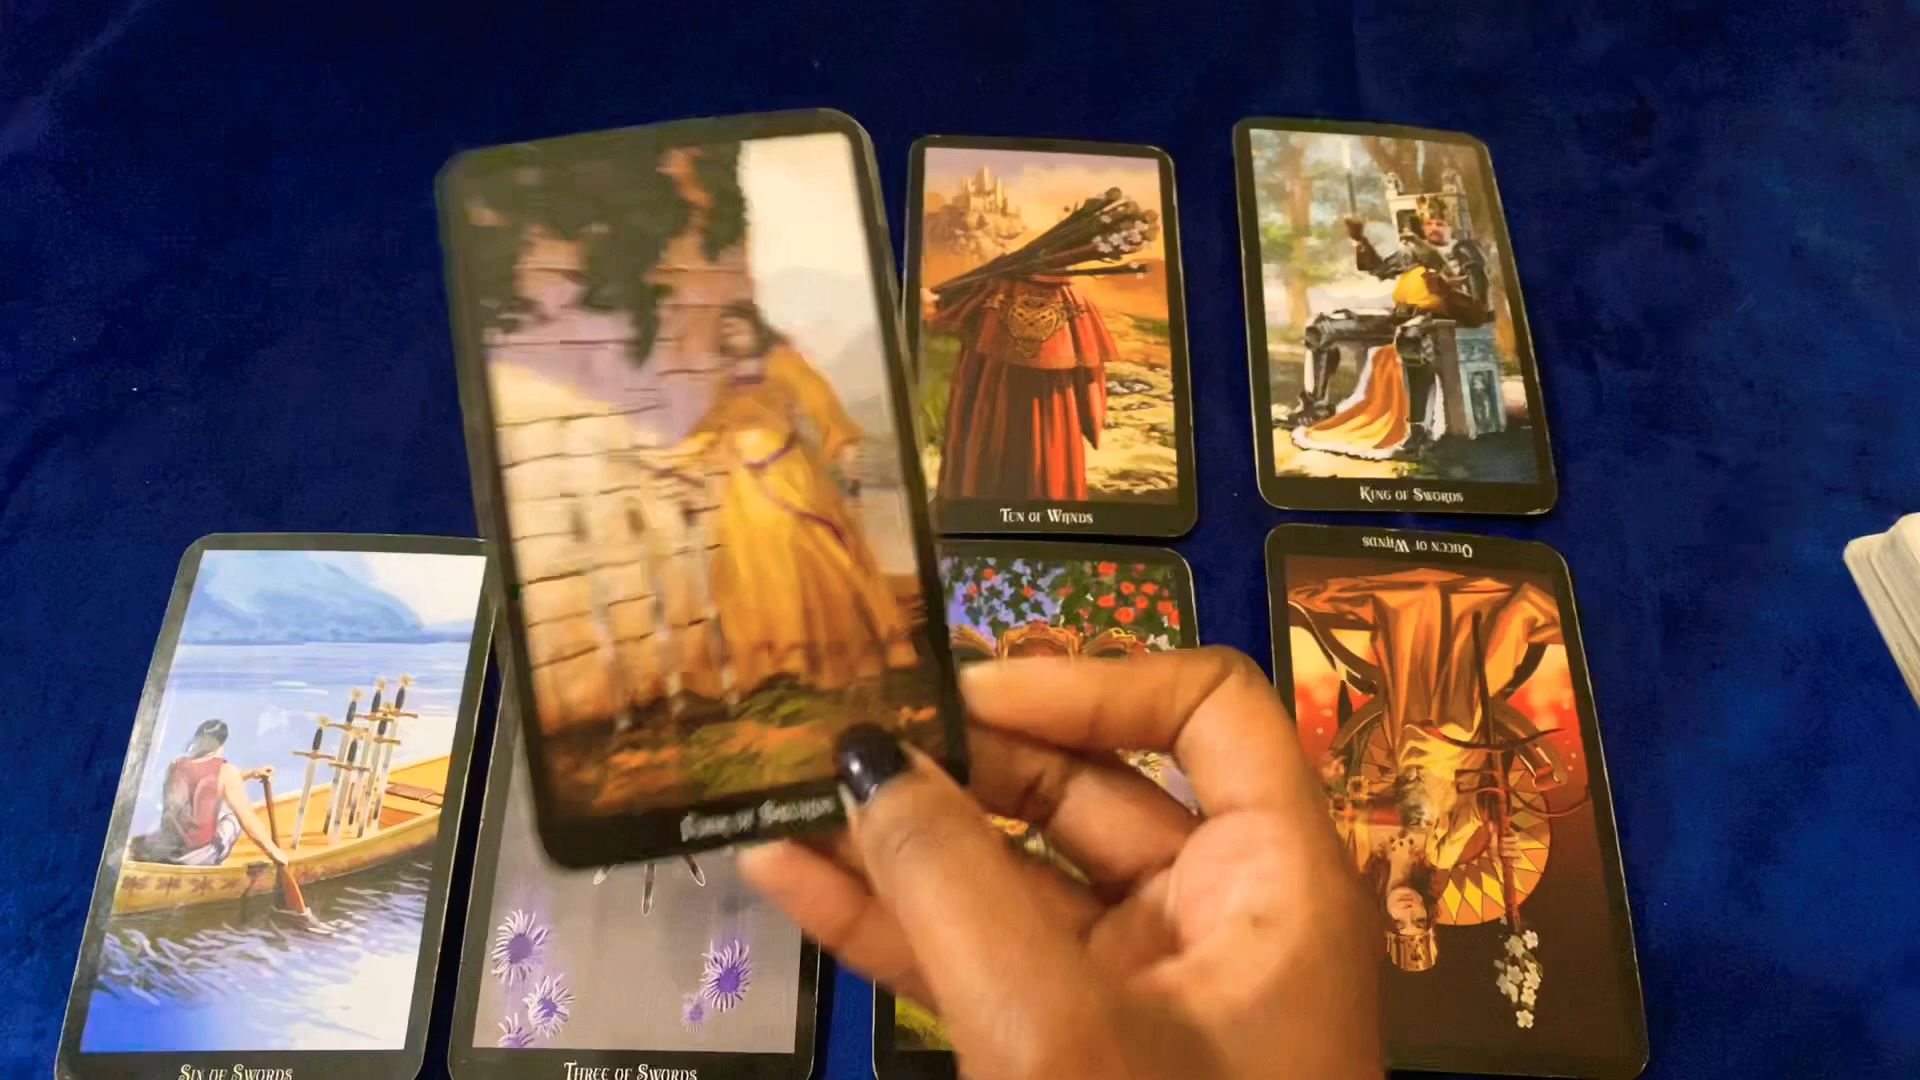 TEN OF WANDS
KING OF SWORDS
QUEEN OF WANDS
SIX OF SWORDS
THREE OF SWORDS